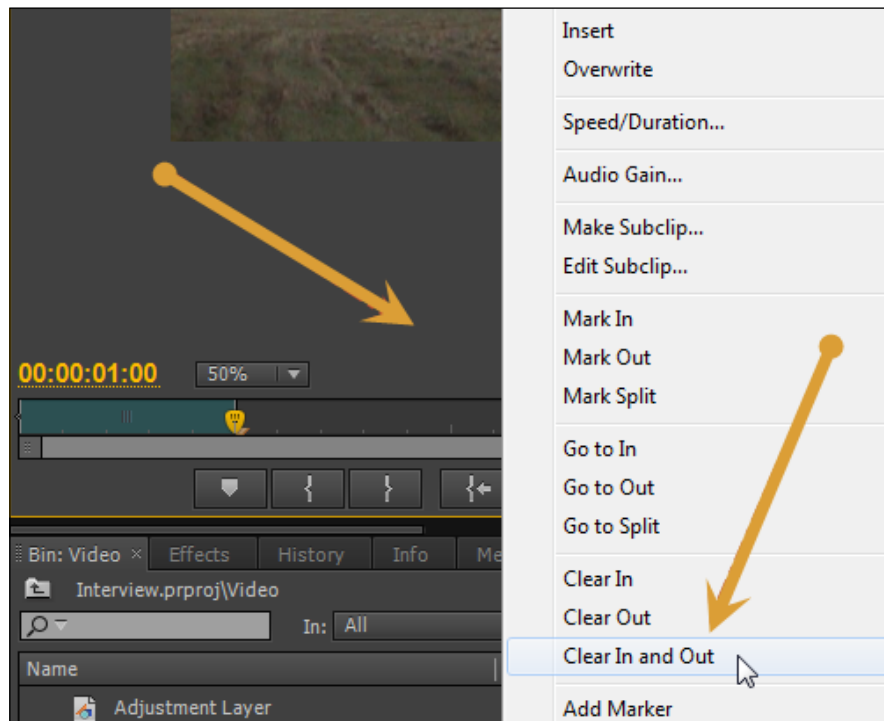 Insert
Overwrite
Speed/Duration...
Audio Gain...
Make Subclip...
Edit Subclip...
Mark In
Mark Out
Mark Split
Go to In
Go to Out
Go to Split
Clear In
Clear Out
Clear In and Out
Add Marker
00:00:01:00 50%
Bin: Video × Effects History Info
Interview.prproj\Video
In: All
Name
Adjustment Layer